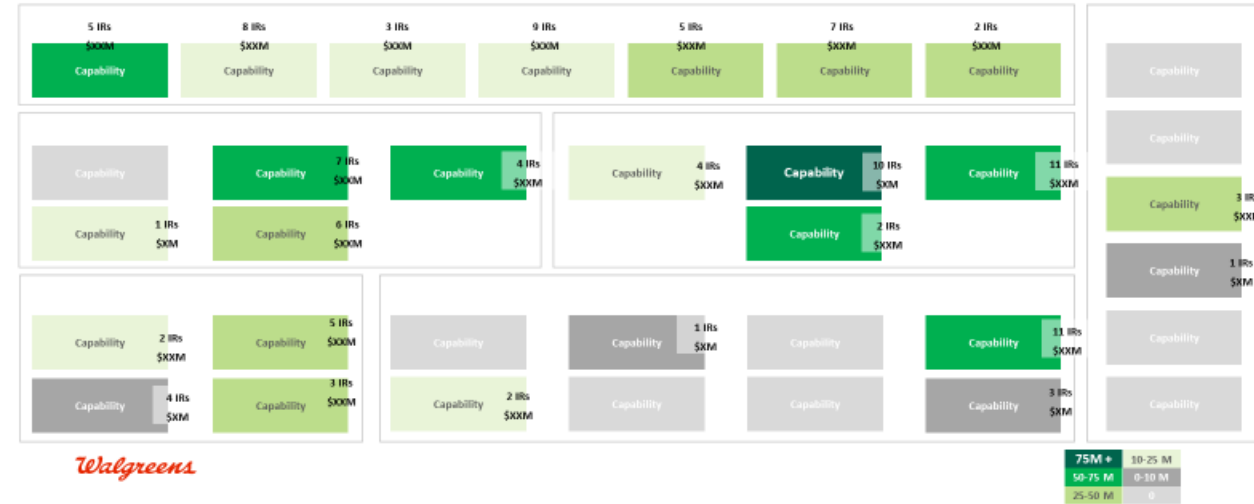 5 IRs 8 IRs 3 IRs 9 IRs 5 IRs 7 IRs 2 IRs
$XXM $XXM $XXM $XXM $XXM $XXM $XXM
Capability Capability Capability Capability Capability Capability Capability
Capability
Capability
Capability
3 IR
$XX
Capability
1 IRs
$XM
Capability
Capability
Capability
Capability
7 IRs
$XXM
Capability
4 IRs
$XXM
Capability
1 IRs
$XM
Capability
6 IRs
$XXM
Capability
4 IRs
$XXM
Capability
10 IRs
$XM
Capability
11 IRs
$XXM
Capability
2 IRs
$XXM
Capability
2 IRs
$XXM
Capability
5 IRs
$XXM
Capability
4 IRs
$XM
Capability
3 IRs
$XXM
Capability
Capability
1 IRs
$XM
Capability
Capability
11 IRs
$XXM
Capability
2 IRs
$XXM
Capability
Capability
Capability
3 IRs
$XM
Walgreens
75M + 10-25 M
50-75 M 0-10 M
25-50 M 0